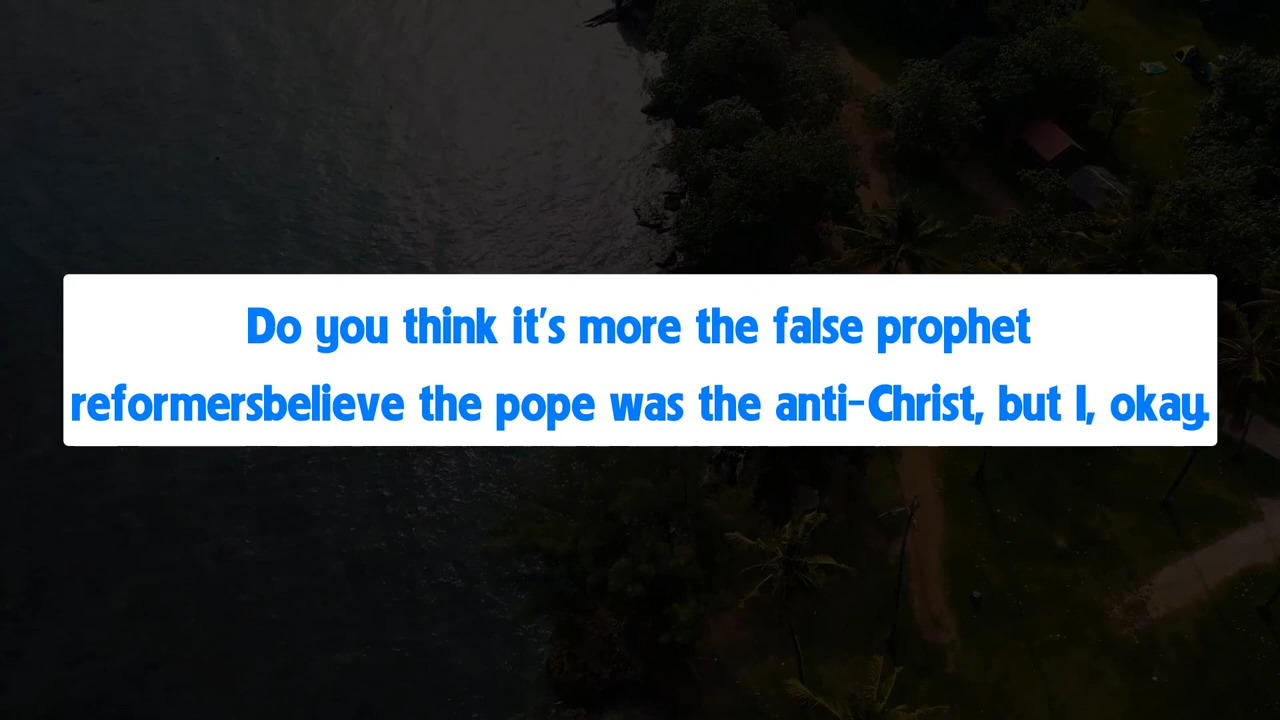 Do you think it's more the false prophet
reformersbelieve the pope was the anti-Christ, but I, okay.